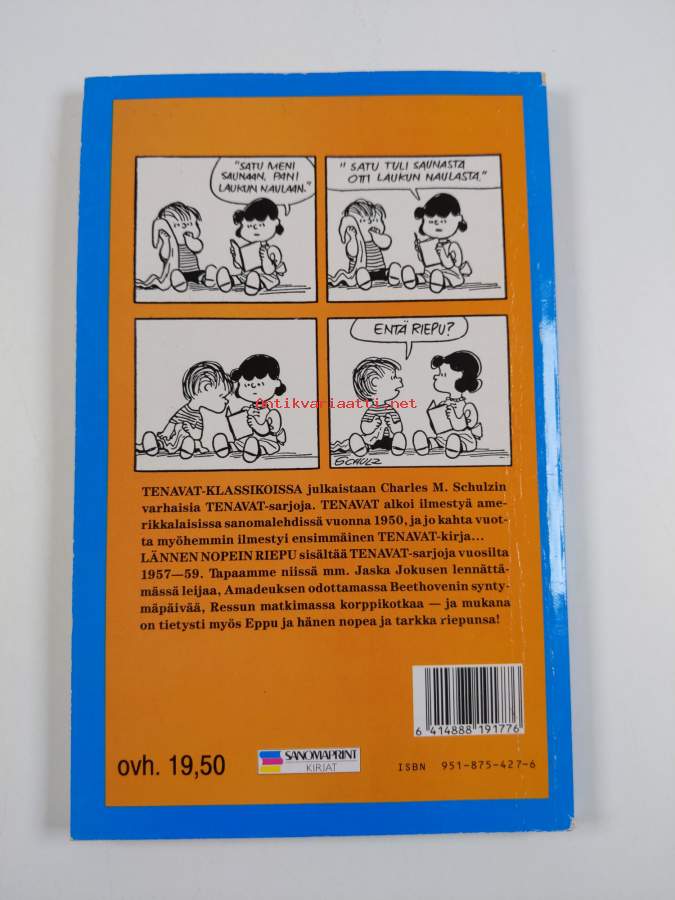 "SATU MENI
SAUNAAN, PANI
LAUKUN NAULAAN."
"SATU TULI SAUNASTA
OTTI LAUKUN NAULASTA."
ENTÄ RIEPU?
SCHULZ
Antikvariaatti.net
TENAVAT-KLASSIKOISSA julkaistaan Charles M. Schulzin
varhaisia TENAVAT-sarjoja. TENAVAT alkoi ilmestyä ame-
rikkalaisissa sanomalehdissä vuonna 1950, ja jo kahta vuot-
ta myöhemmin ilmestyi ensimmäinen TENAVAT-kirja...
LÄNNEN NOPEIN RIEPU sisältää TENAVAT-sarjoja vuosilta
1957—59. Tapaamme niissä mm. Jaska Jokusen lennättä-
mässä leijaa, Amadeuksen odottamassa Beethovenin synty-
mäpäivää, Ressun matkimassa korppikotkaa — ja mukana
on tietysti myös Eppu ja hänen nopea ja tarkka riepunsa!
6 414888 191776
ovh. 19,50
SANOMAPRINT
KIRJAT
ISBN 951-875-427-6